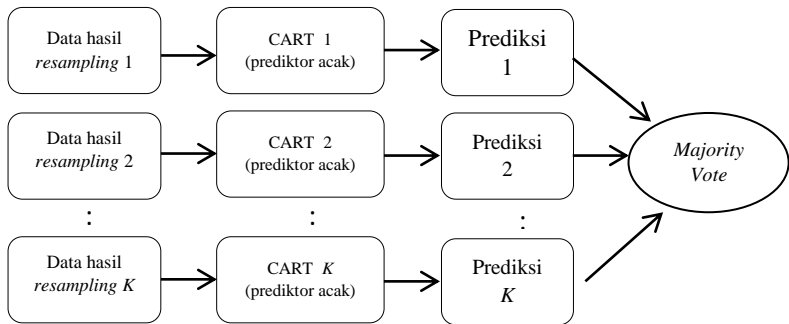 Data hasil
resampling 1
CART 1
(prediktor acak)
Prediksi
1
Data hasil
resampling 2
CART 2
(prediktor acak)
Prediksi
2
Majority
Vote
:
:
:
Data hasil
resampling K
CART K
(prediktor acak)
Prediksi
K